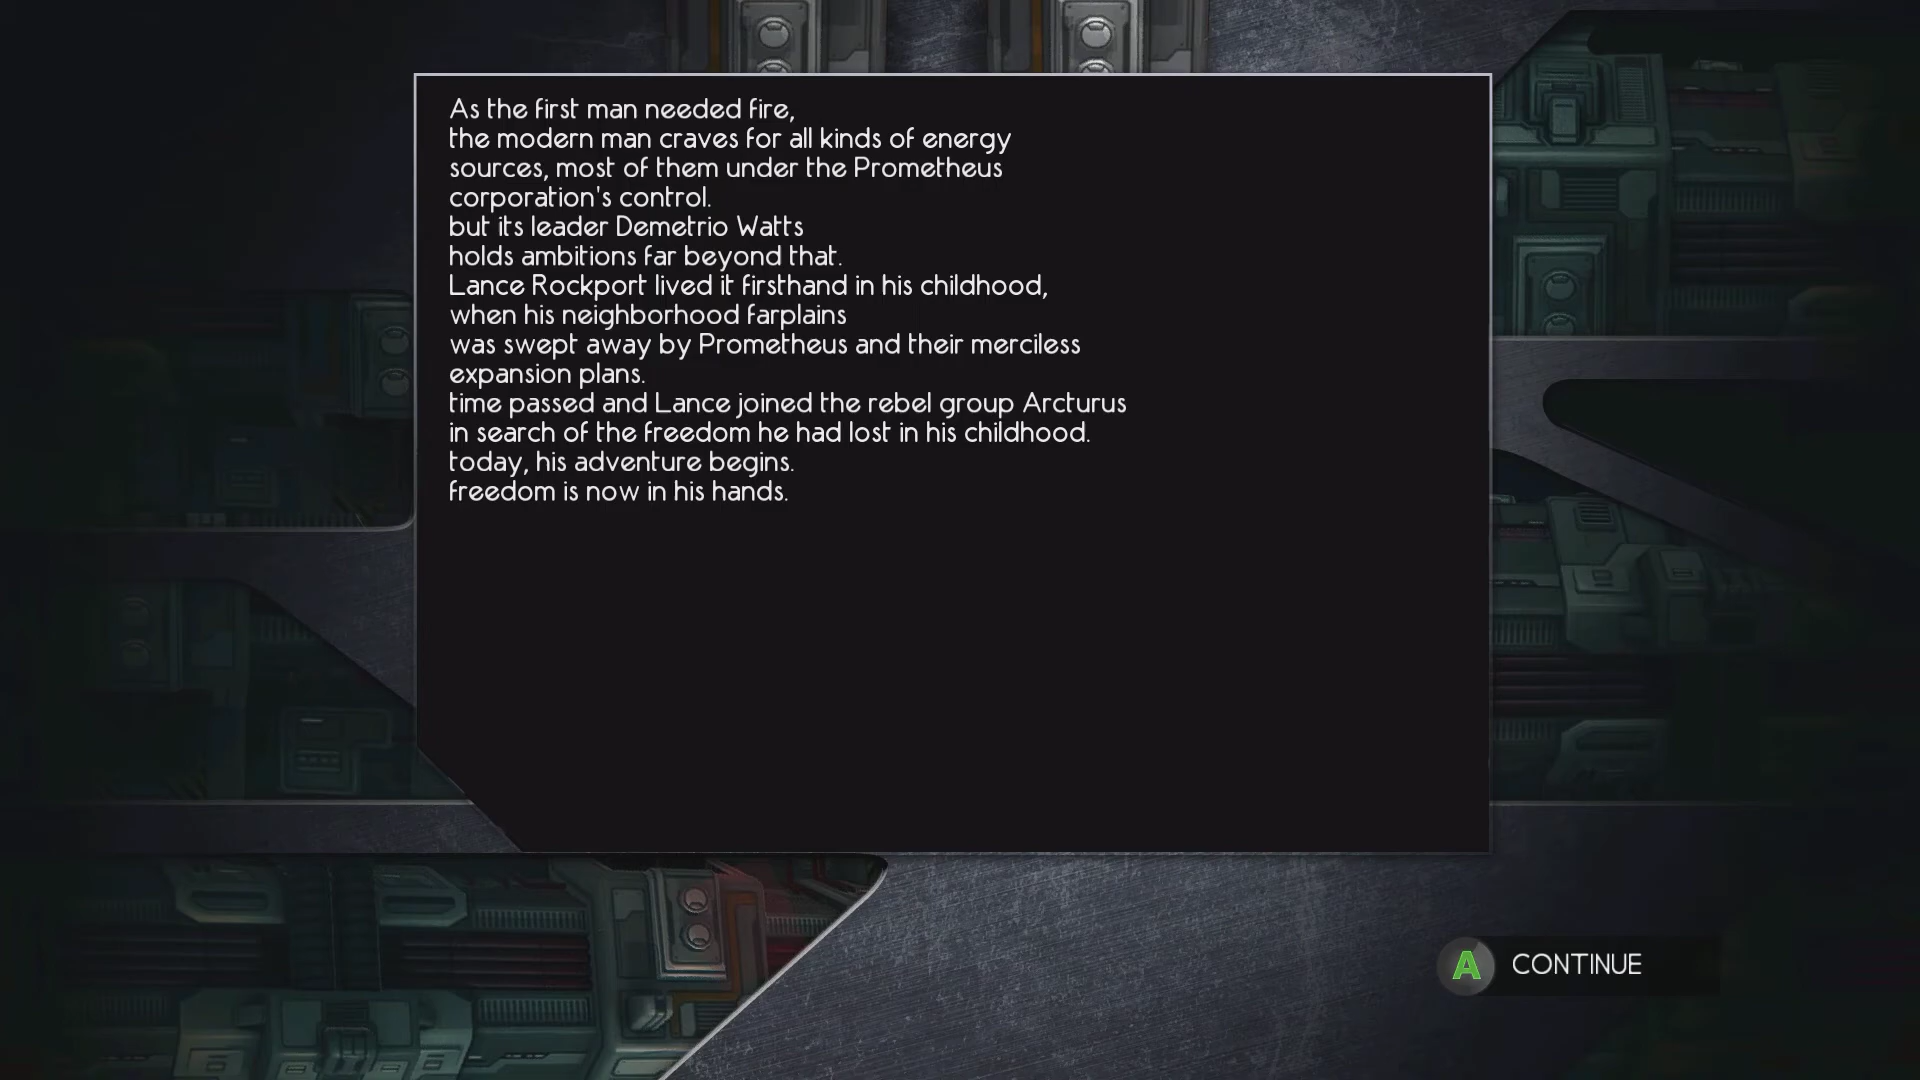 As the first man needed fire,
the modern man craves for all kinds of energy
sources, most of them under the Prometheus
corporation's control.
but its leader Demetrio Watts
holds ambitions far beyond that.
Lance Rockport lived it firsthand in his childhood,
when his neighborhood farplains
was swept away by Prometheus and their merciless
expansion plans.
time passed and Lance joined the rebel group Arcturus
in search of the freedom he had lost in his childhood.
today, his adventure begins.
freedom is now in his hands.
A CONTINUE